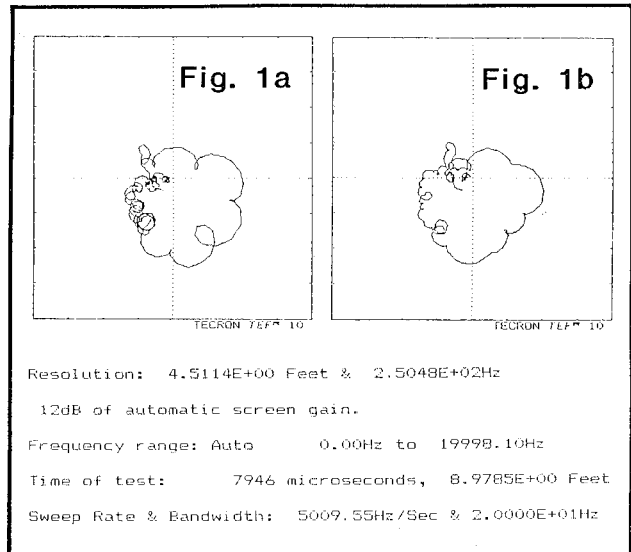 Fig. 1a
Fig. 1b
TECRON TEF™ 10
TECRON TEF™ 10
Resolution: 4.5114E+00 Feet & 2.5048E+02Hz
12dB of automatic screen gain.
Frequency range: Auto 0.00Hz to 19998.10Hz
Time of test: 7946 microseconds, 8.9785E+00 Feet
Sweep Rate & Bandwidth: 5009.55Hz/Sec & 2.0000E+01Hz